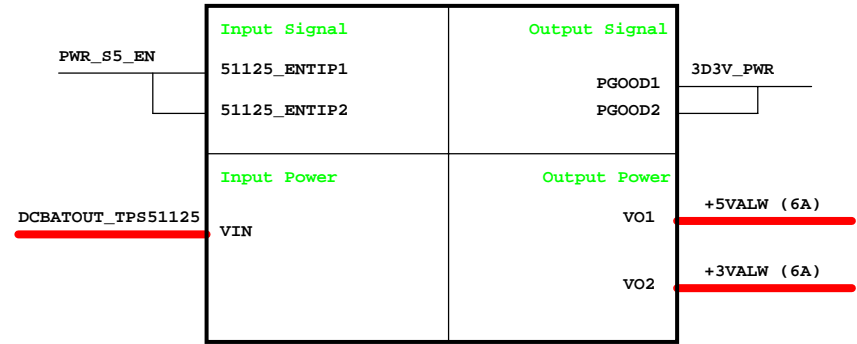 Input Signal
Output Signal
PWR_S5_EN
51125_ENTIP1
3D3V_PWR
PGOOD1
51125_ENTIP2
PGOOD2
Input Power
Output Power
DCBATOUT_TPS51125
VIN
+5VALW (6A)
VO1
+3VALW (6A)
VO2